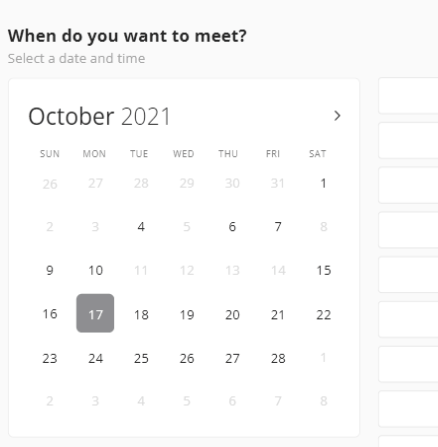 When do you want to meet?
Select a date and time
October 2021 >
SUN MON TUE WED THU FRI SAT
26 27 28 29 30 31 1
2 3 4 5 6 7 8
9 10 11 12 13 14 15
16 17 18 19 20 21 22
23 24 25 26 27 28 1
2 3 4 5 6 7 8